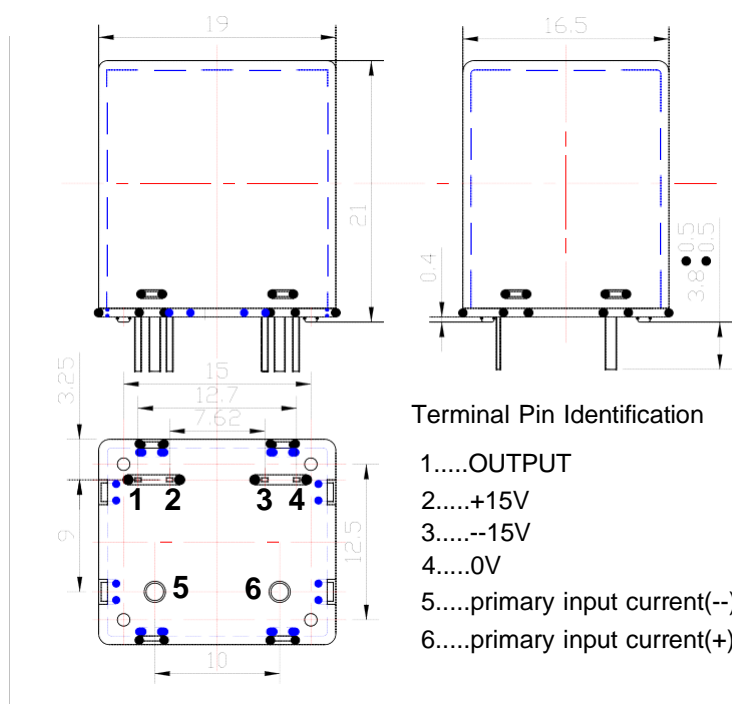 19
16.5
21
0.4
3.8
0.5
0.5
3.25
15
12.7
7.62
Terminal Pin Identification
1 2 3 4
1.....OUTPUT
2.....+15V
3.....--15V
9
12.5
4.....0V
5 6
5.....primary input current(--)
6.....primary input current(+)
10